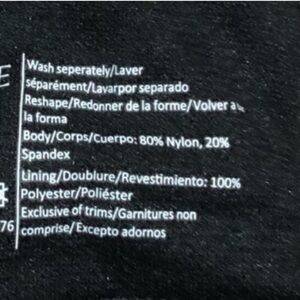 Wash seperately/Laver
séparément/Lavarpor separado
Reshape/Redonner de la forme/Volver a
la forma
Body/Corps/Cuerpo: 80% Nylon, 20%
Spandex
Lining/Doublure/Revestimiento: 100%
Polyester/Poliéster
Exclusive of trims/Garnitures non
comprise/Excepto adornos
E
76